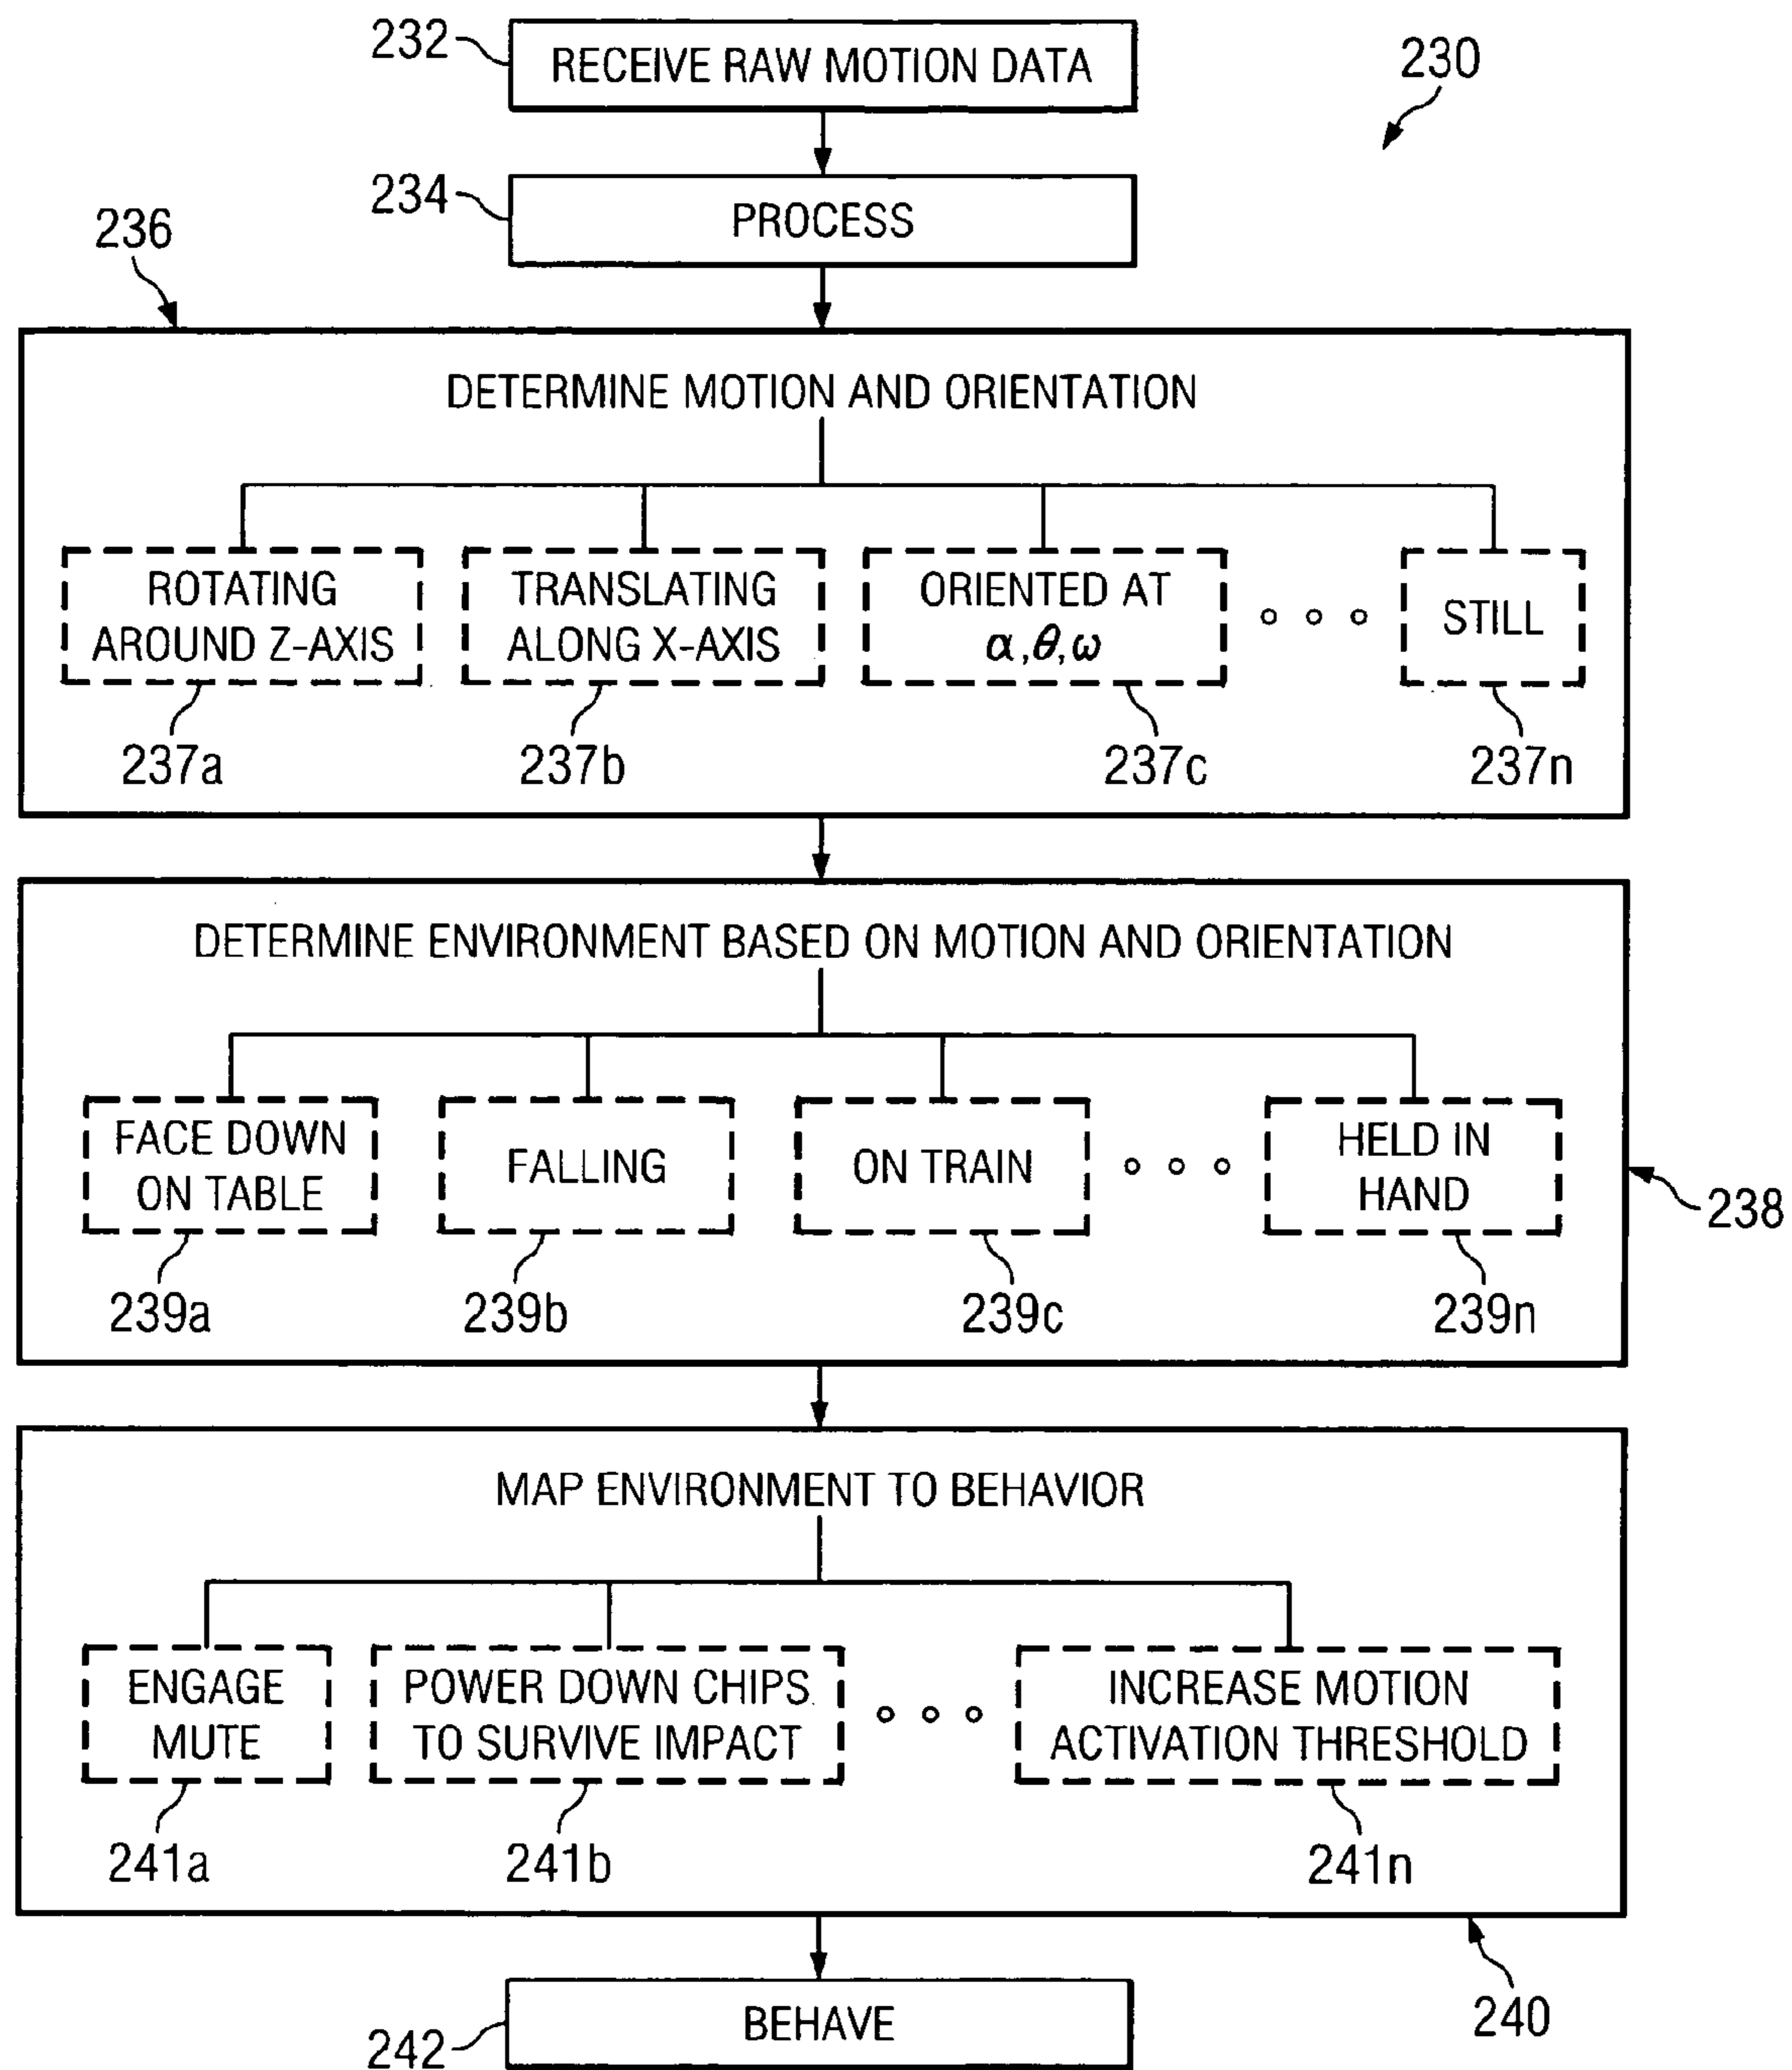 232
RECEIVE RAW MOTION DATA
230
234
PROCESS
236
DETERMINE MOTION AND ORIENTATION
ROTATING
AROUND Z-AXIS
TRANSLATING
ALONG X-AXIS
ORIENTED AT
α,θ,ω
STILL
237a
237b
237c
237n
DETERMINE ENVIRONMENT BASED ON MOTION AND ORIENTATION
FACE DOWN
ON TABLE
FALLING
ON TRAIN
HELD IN
HAND
238
239a
239b
239c
239n
MAP ENVIRONMENT TO BEHAVIOR
ENGAGE
MUTE
POWER DOWN CHIPS
TO SURVIVE IMPACT
INCREASE MOTION
ACTIVATION THRESHOLD
241a
241b
241n
240
242
BEHAVE